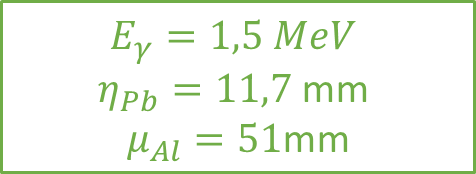 E_γ = 1,5 MeV
η_Pb = 11,7 mm
μ_Al = 51mm